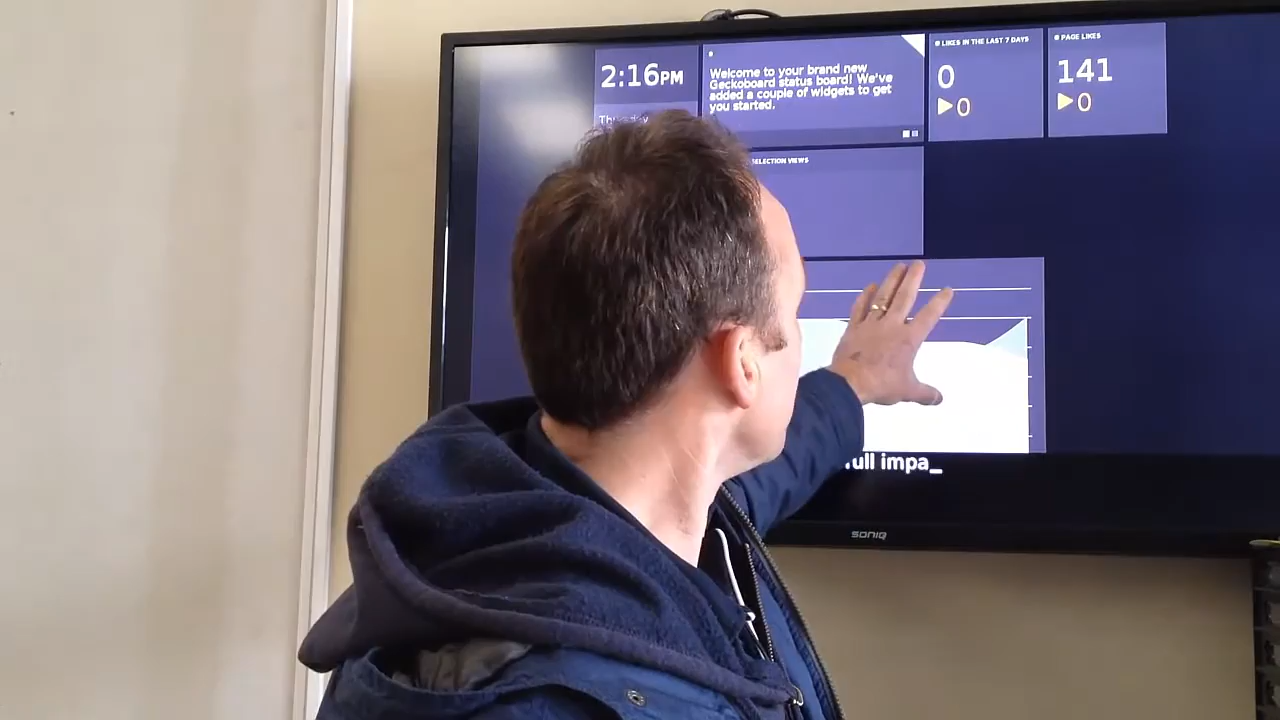 2:16PM
Thursday
Welcome to your brand new
Geckoboard status board! We've
added a couple of widgets to get
you started.
LIKES IN THE LAST 7 DAYS
0
0
PAGE LIKES
141
0
SELECTION VIEWS
full impa_
SONIQ